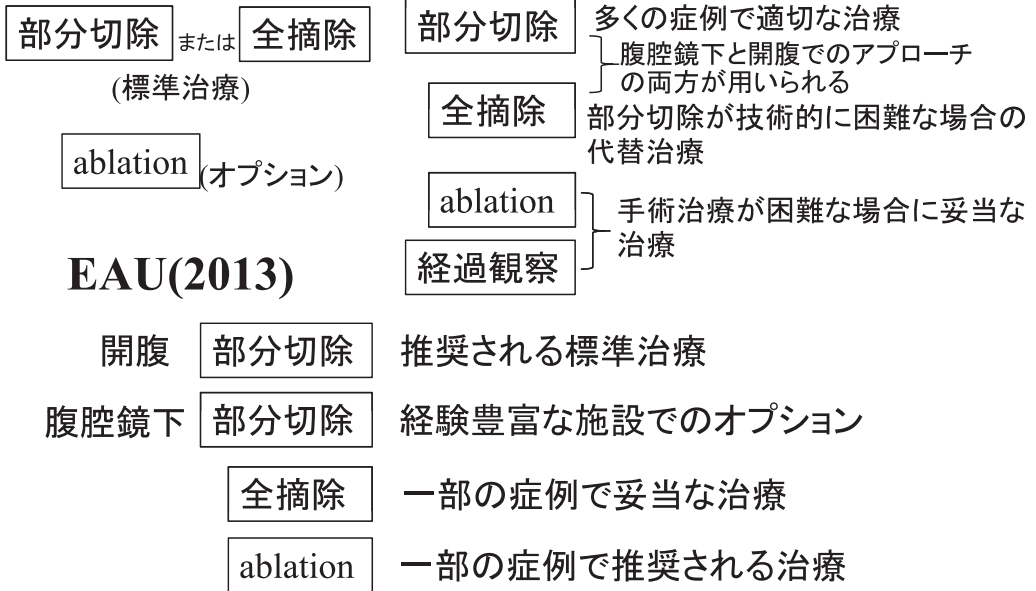 部分切除 または 全摘除
(標準治療)
ablation (オプション)
部分切除 多くの症例で適切な治療
腹腔鏡下と開腹でのアプローチ
の両方が用いられる
全摘除 部分切除が技術的に困難な場合の
代替治療
ablation
経過観察
手術治療が困難な場合に妥当な
治療
EAU(2013)
開腹 部分切除 推奨される標準治療
腹腔鏡下 部分切除 経験豊富な施設でのオプション
全摘除 一部の症例で妥当な治療
ablation 一部の症例で推奨される治療